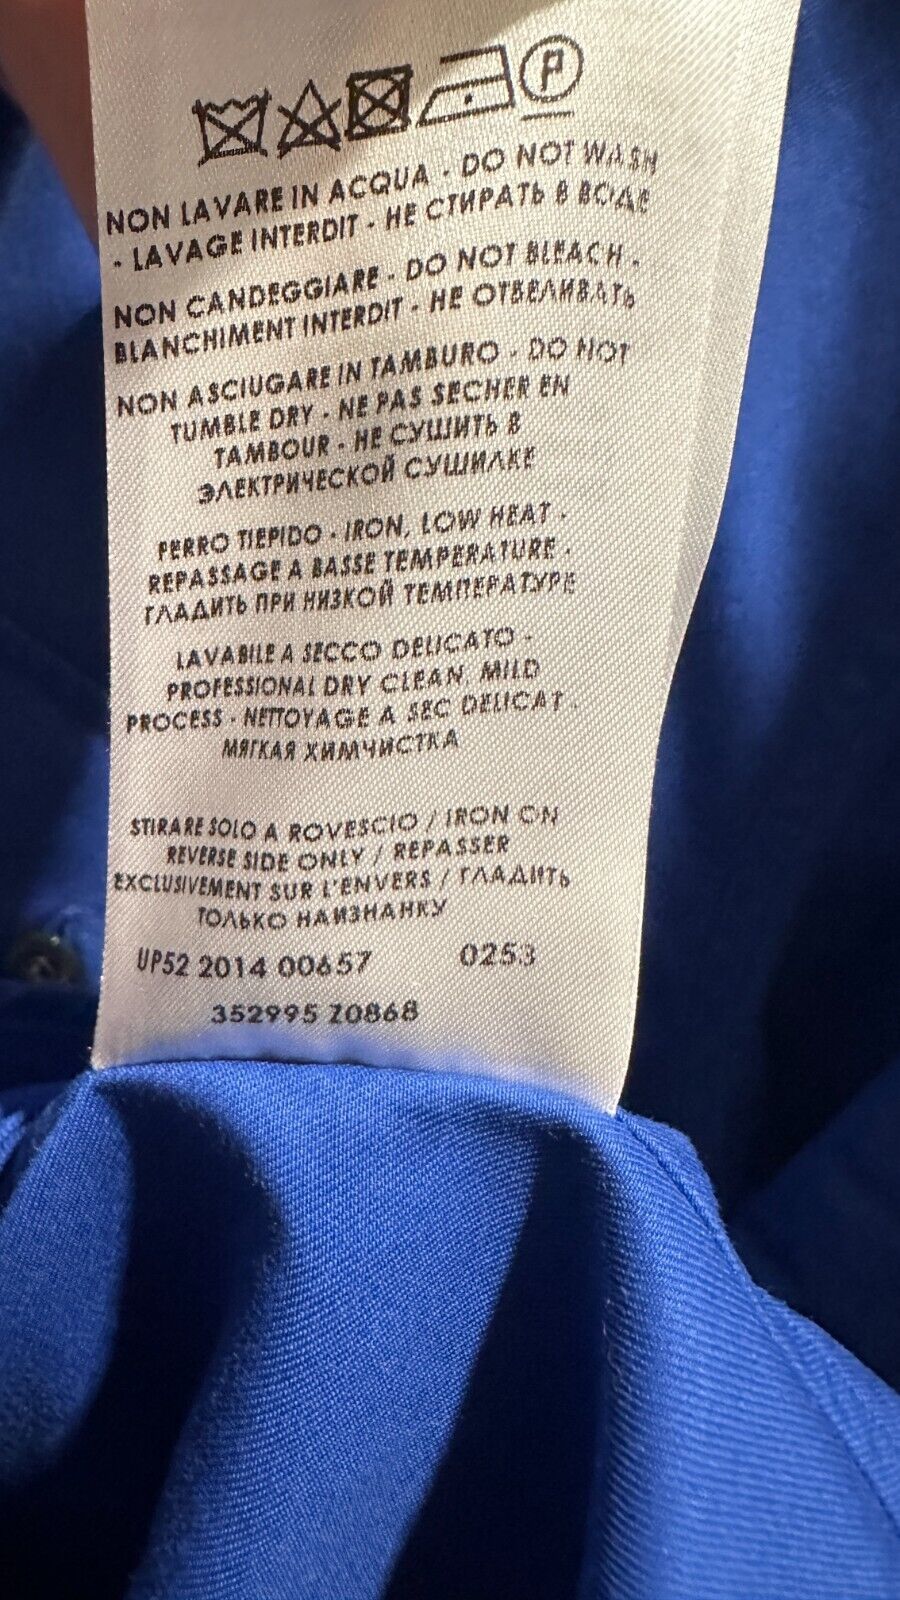 P
NON LAVARE IN ACQUA - DO NOT WASH
- LAVAGE INTERDIT - НЕ СТИРАТЬ В ВОДЕ
NON CANDEGGIARE - DO NOT BLEACH -
BLANCHIMENT INTERDIT - НЕ ОТБЕЛИВАТЬ
NON ASCIUGARE IN TAMBURO - DO NOT
TUMBLE DRY - NE PAS SECHER EN
TAMBOUR - НЕ СУШИТЬ В
ЭЛЕКТРИЧЕСКОЙ СУШИЛКЕ
FERRO TIEPIDO - IRON, LOW HEAT -
REPASSAGE A BASSE TEMPERATURE -
ГЛАДИТЬ ПРИ НИЗКОЙ ТЕМПЕРАТУРЕ
LAVABILE A SECCO DELICATO -
PROFESSIONAL DRY CLEAN, MILD
PROCESS - NETTOYAGE A SEC DELICAT -
МЯГКАЯ ХИМЧИСТКА
STIRARE SOLO A ROVESCIO / IRON ON
REVERSE SIDE ONLY / REPASSER
EXCLUSIVEMENT SUR L'ENVERS / ГЛАДИТЬ
ТОЛЬКО НАИЗНАНКУ
UP52 2014 00657 0253
352995 Z0868